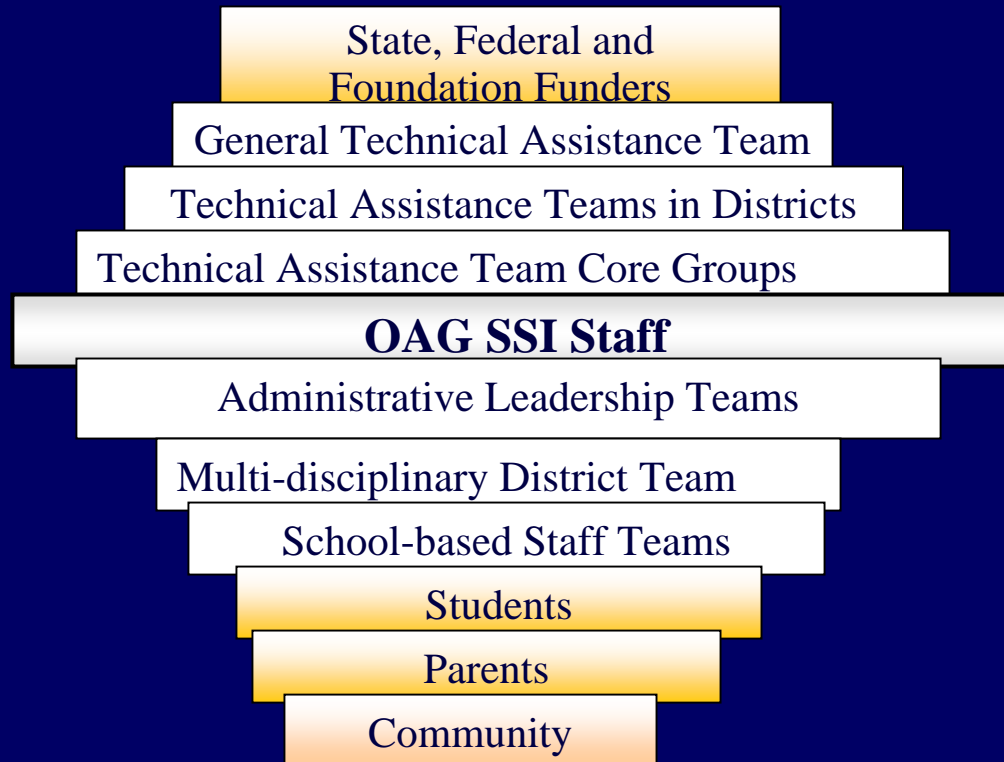 State, Federal and
Foundation Funders
General Technical Assistance Team
Technical Assistance Teams in Districts
Technical Assistance Team Core Groups
OAG SSI Staff
Administrative Leadership Teams
Multi-disciplinary District Team
School-based Staff Teams
Students
Parents
Community